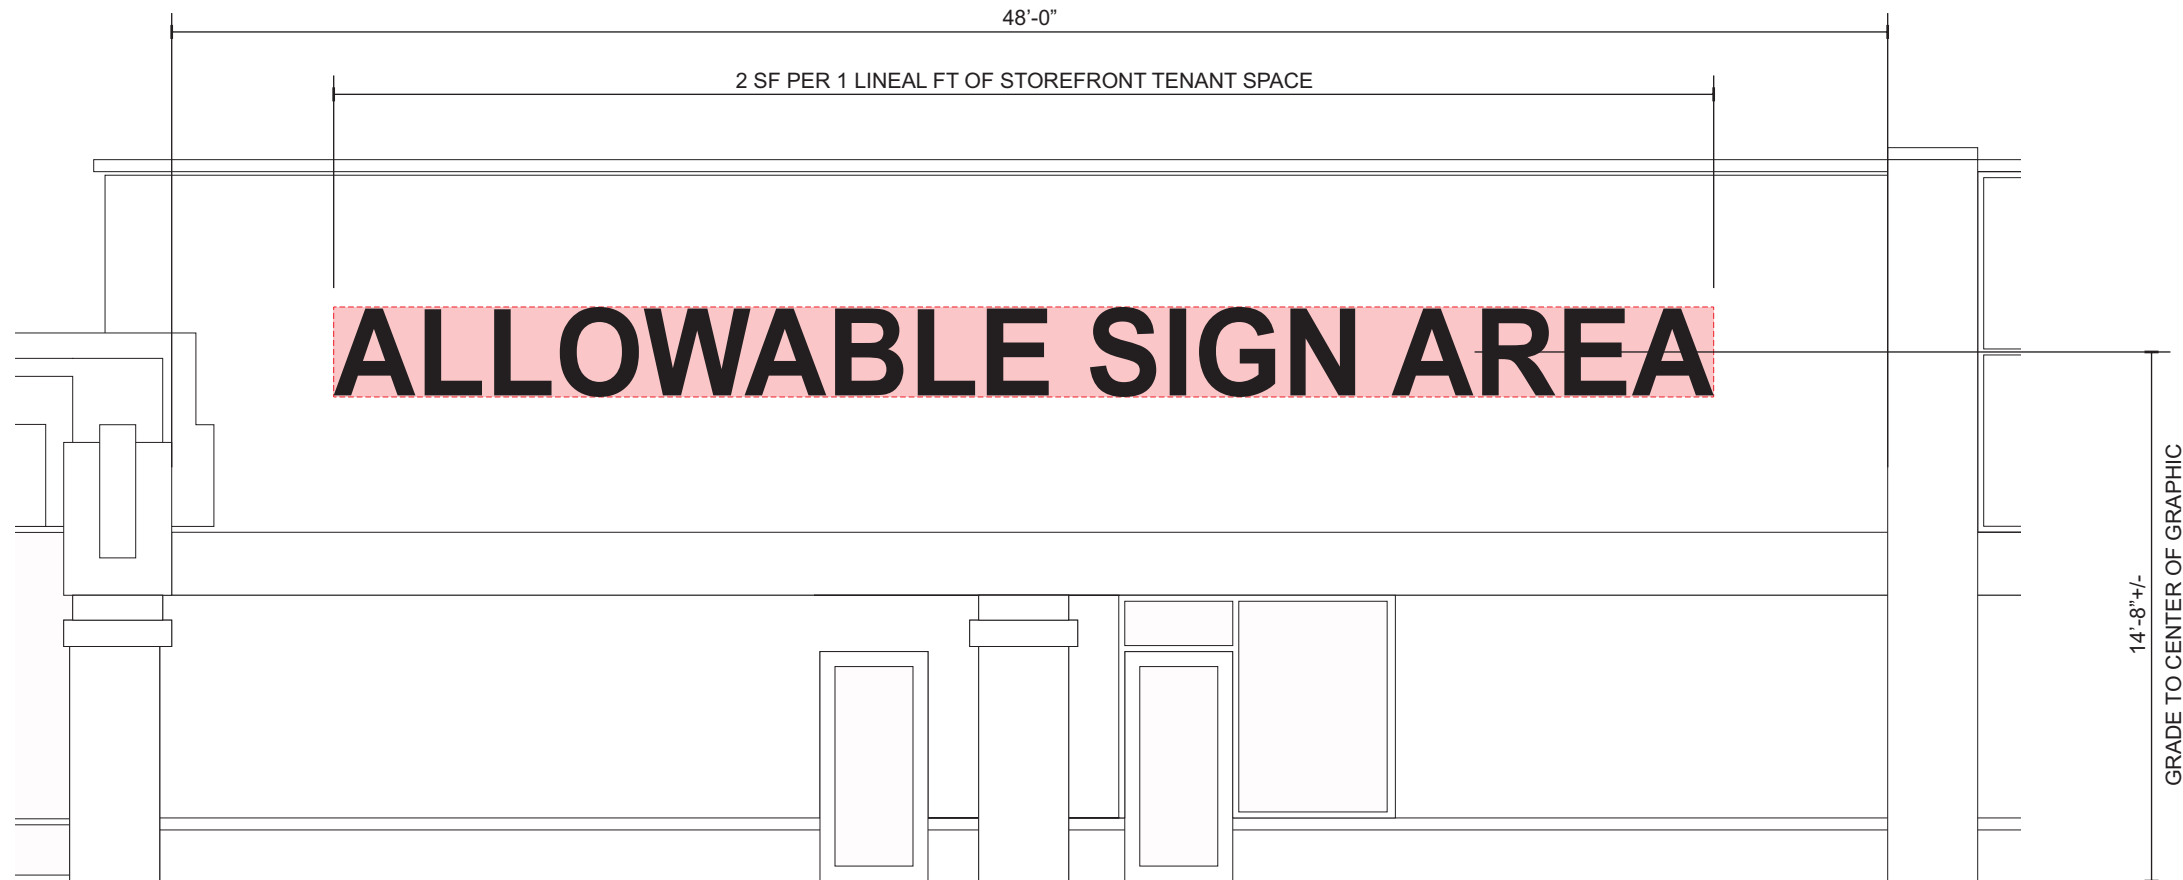 48’-0”
2 SF PER 1 LINEAL FT OF STOREFRONT TENANT SPACE
ALLOWABLE SIGN AREA
14’-8”+/-
GRADE TO CENTER OF GRAPHIC